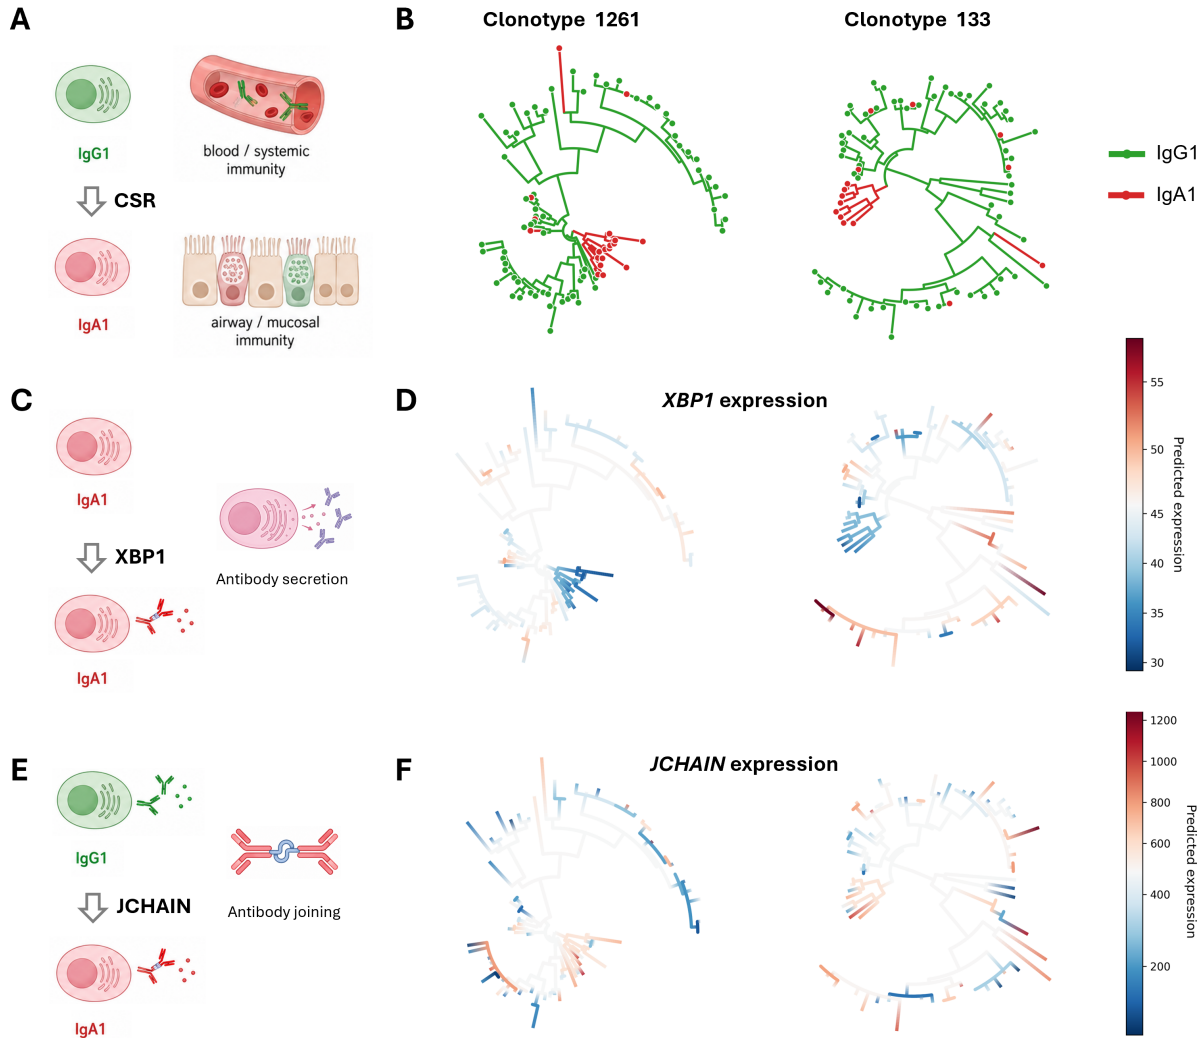 A
IgG1
CSR
IgA1
blood / systemic
immunity
airway / mucosal
immunity
B
Clonotype 1261
Clonotype 133
IgG1
IgA1
C
IgA1
XBP1
IgA1
Antibody secretion
D
XBP1 expression
55
50
45
40
35
30
Predicted expression
E
IgG1
JCHAIN
IgA1
Antibody joining
F
JCHAIN expression
1200
1000
800
600
400
200
Predicted expression